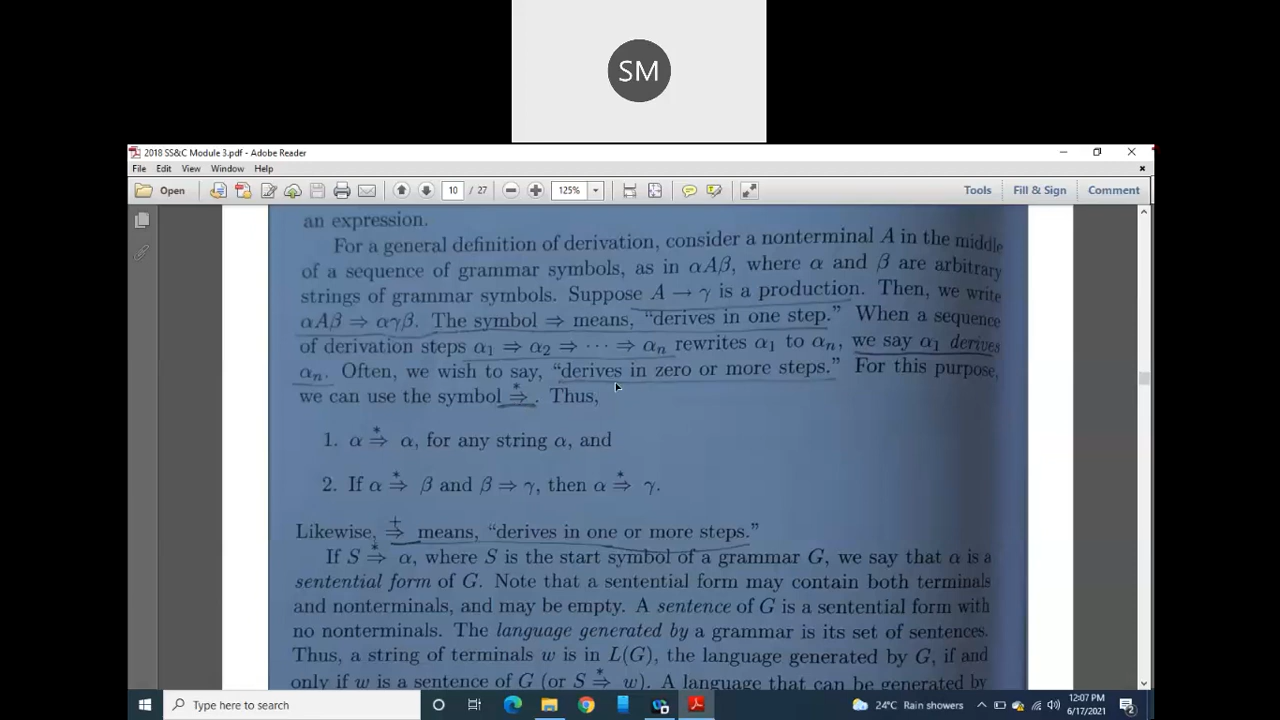 SM
2018 SS&C Module 3.pdf - Adobe Reader
File Edit View Window Help
Open 10 / 27 125% Tools Fill & Sign Comment
an expression.
For a general definition of derivation, consider a nonterminal A in the middle
of a sequence of grammar symbols, as in αAβ, where α and β are arbitrary
strings of grammar symbols. Suppose A → γ is a production. Then, we write
αAβ ⇒ αγβ. The symbol ⇒ means, "derives in one step." When a sequence
of derivation steps α₁ ⇒ α₂ ⇒ ··· ⇒ αₙ rewrites α₁ to αₙ, we say α₁ derives
αₙ. Often, we wish to say, "derives in zero or more steps." For this purpose,
we can use the symbol *⇒ . Thus,
1. α *⇒ α, for any string α, and
2. If α *⇒ β and β ⇒ γ, then α *⇒ γ.
Likewise, +⇒ means, "derives in one or more steps."
If S *⇒ α, where S is the start symbol of a grammar G, we say that α is a
sentential form of G. Note that a sentential form may contain both terminals
and nonterminals, and may be empty. A sentence of G is a sentential form with
no nonterminals. The language generated by a grammar is its set of sentences.
Thus, a string of terminals w is in L(G), the language generated by G, if and
only if w is a sentence of G (or S *⇒ w). A language that can be generated by
Type here to search 24°C Rain showers 12:07 PM
6/17/2021 2